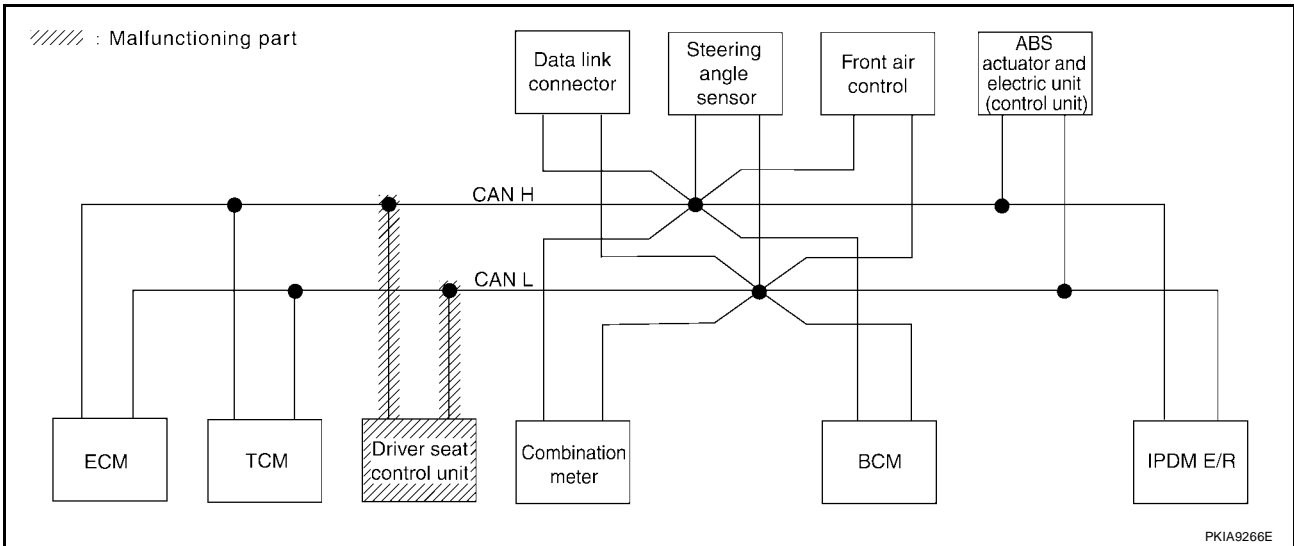 : Malfunctioning part
Data link
connector
Steering
angle
sensor
Front air
control
ABS
actuator and
electric unit
(control unit)
CAN H
CAN L
ECM
TCM
Driver seat
control unit
Combination
meter
BCM
IPDM E/R
PKIA9266E